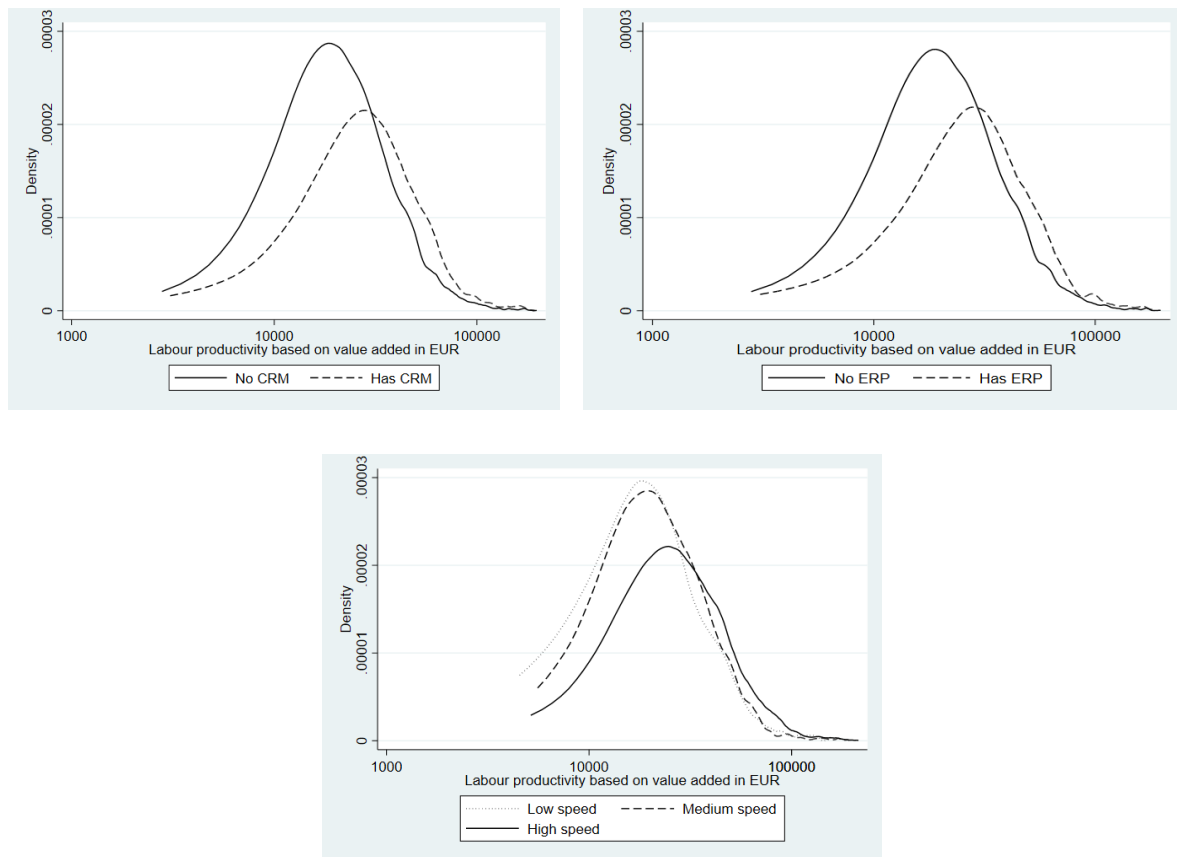 .00003
.00002
.00001
0
Density
1000 10000 100000
Labour productivity based on value added in EUR
No CRM Has CRM
.00003
.00002
.00001
0
Density
1000 10000 100000
Labour productivity based on value added in EUR
No ERP Has ERP
.00003
.00002
.00001
0
Density
1000 10000 100000
Labour productivity based on value added in EUR
Low speed Medium speed
High speed